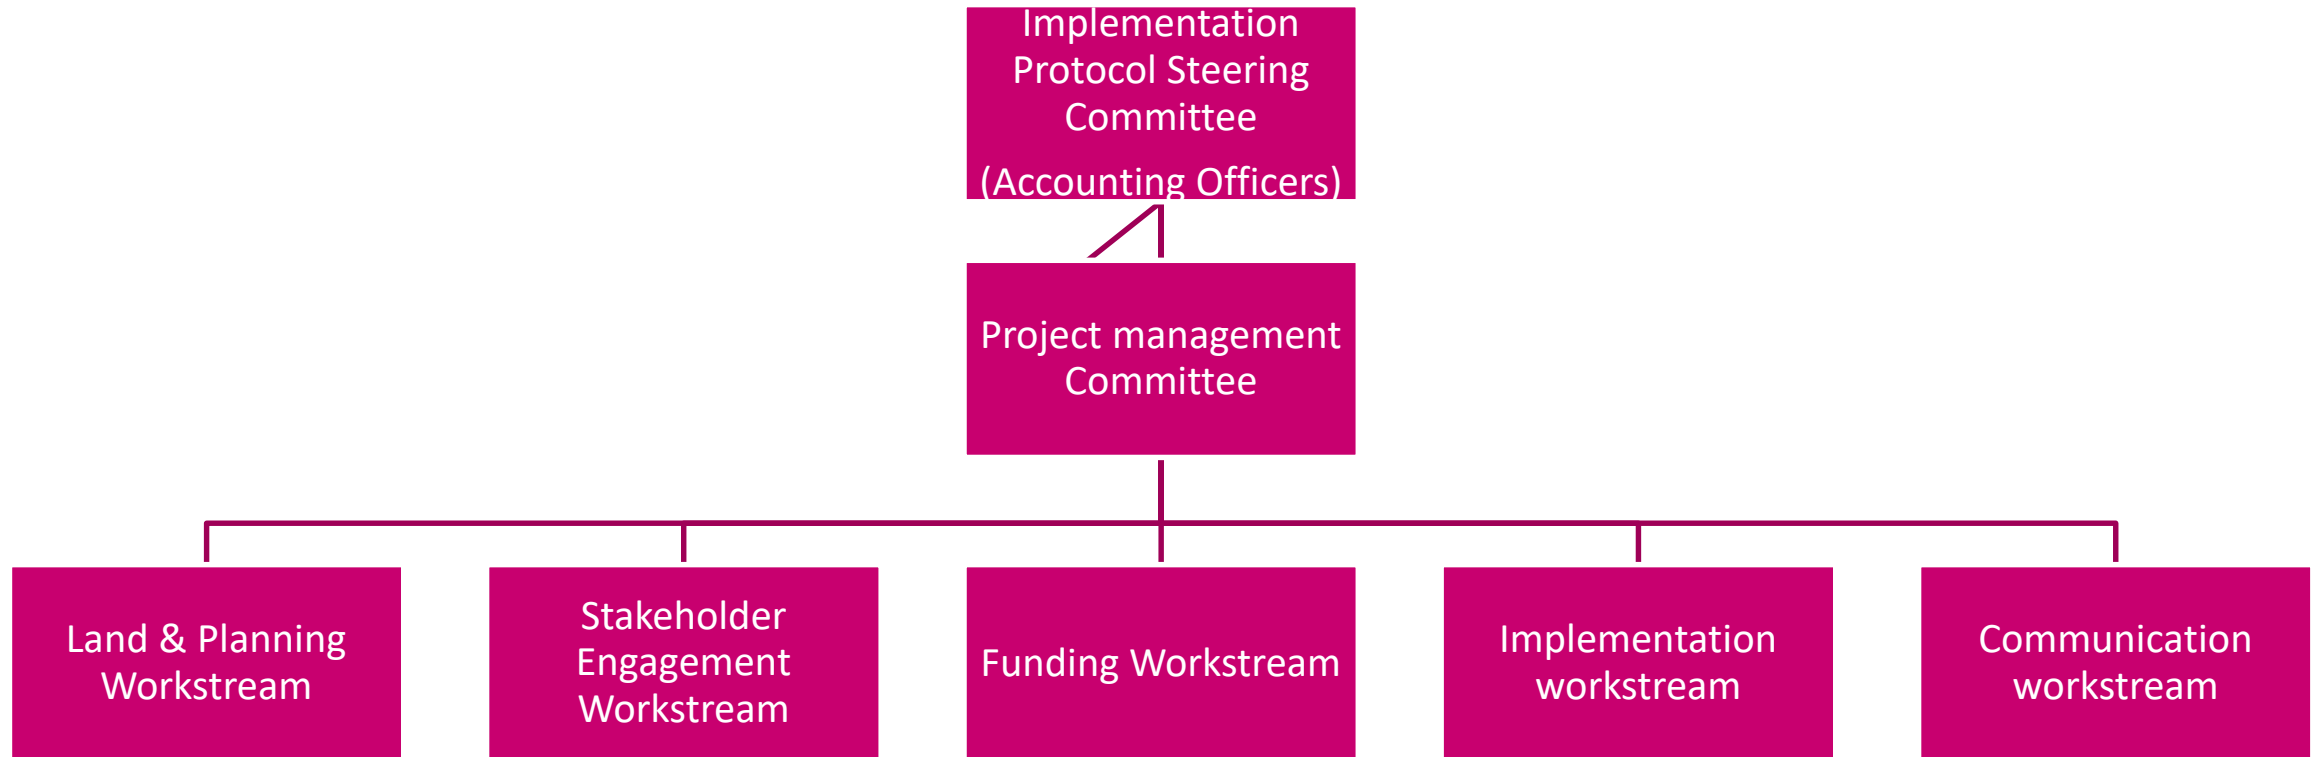 Implementation
Protocol Steering
Committee
(Accounting Officers)
Project management
Committee
Land & Planning
Workstream
Stakeholder
Engagement
Workstream
Funding Workstream
Implementation
workstream
Communication
workstream